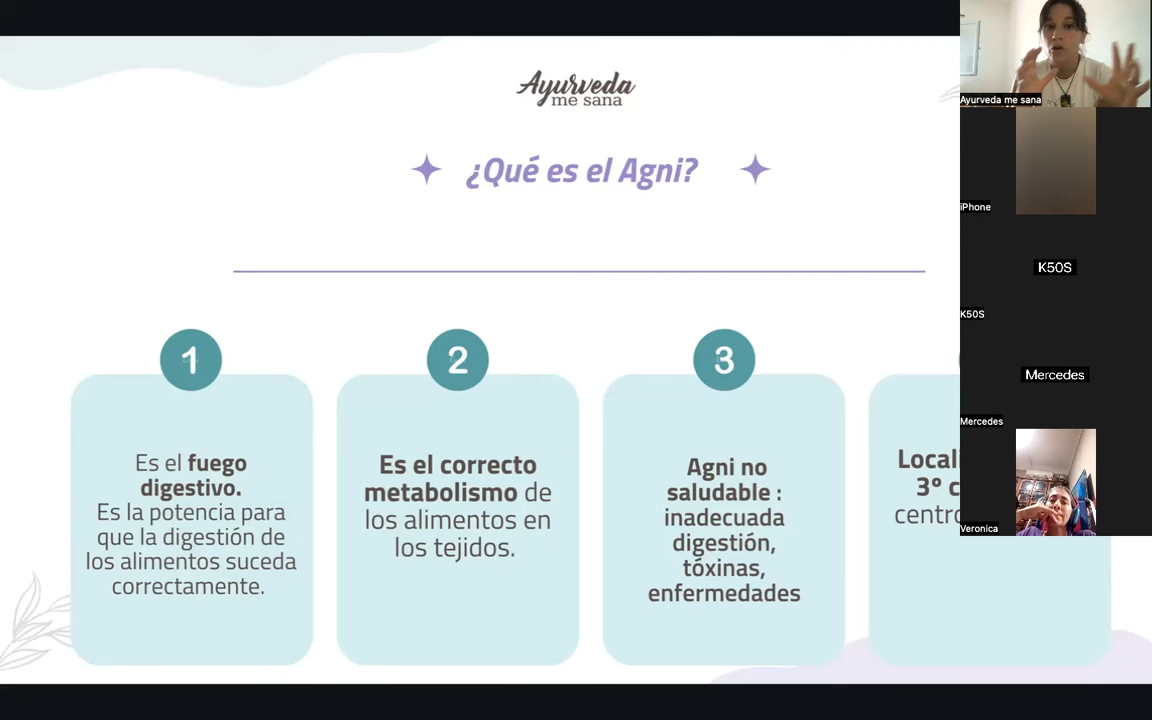 Ayurveda
me sana
¿Qué es el Agni?
1
Es el fuego
digestivo.
Es la potencia para
que la digestión de
los alimentos suceda
correctamente.
2
Es el correcto
metabolismo de
los alimentos en
los tejidos.
3
Agni no
saludable :
inadecuada
digestión,
tóxinas,
enfermedades
3º
Ayurveda me sana
iPhone
K50S
K50S
Mercedes
Mercedes
Veronica